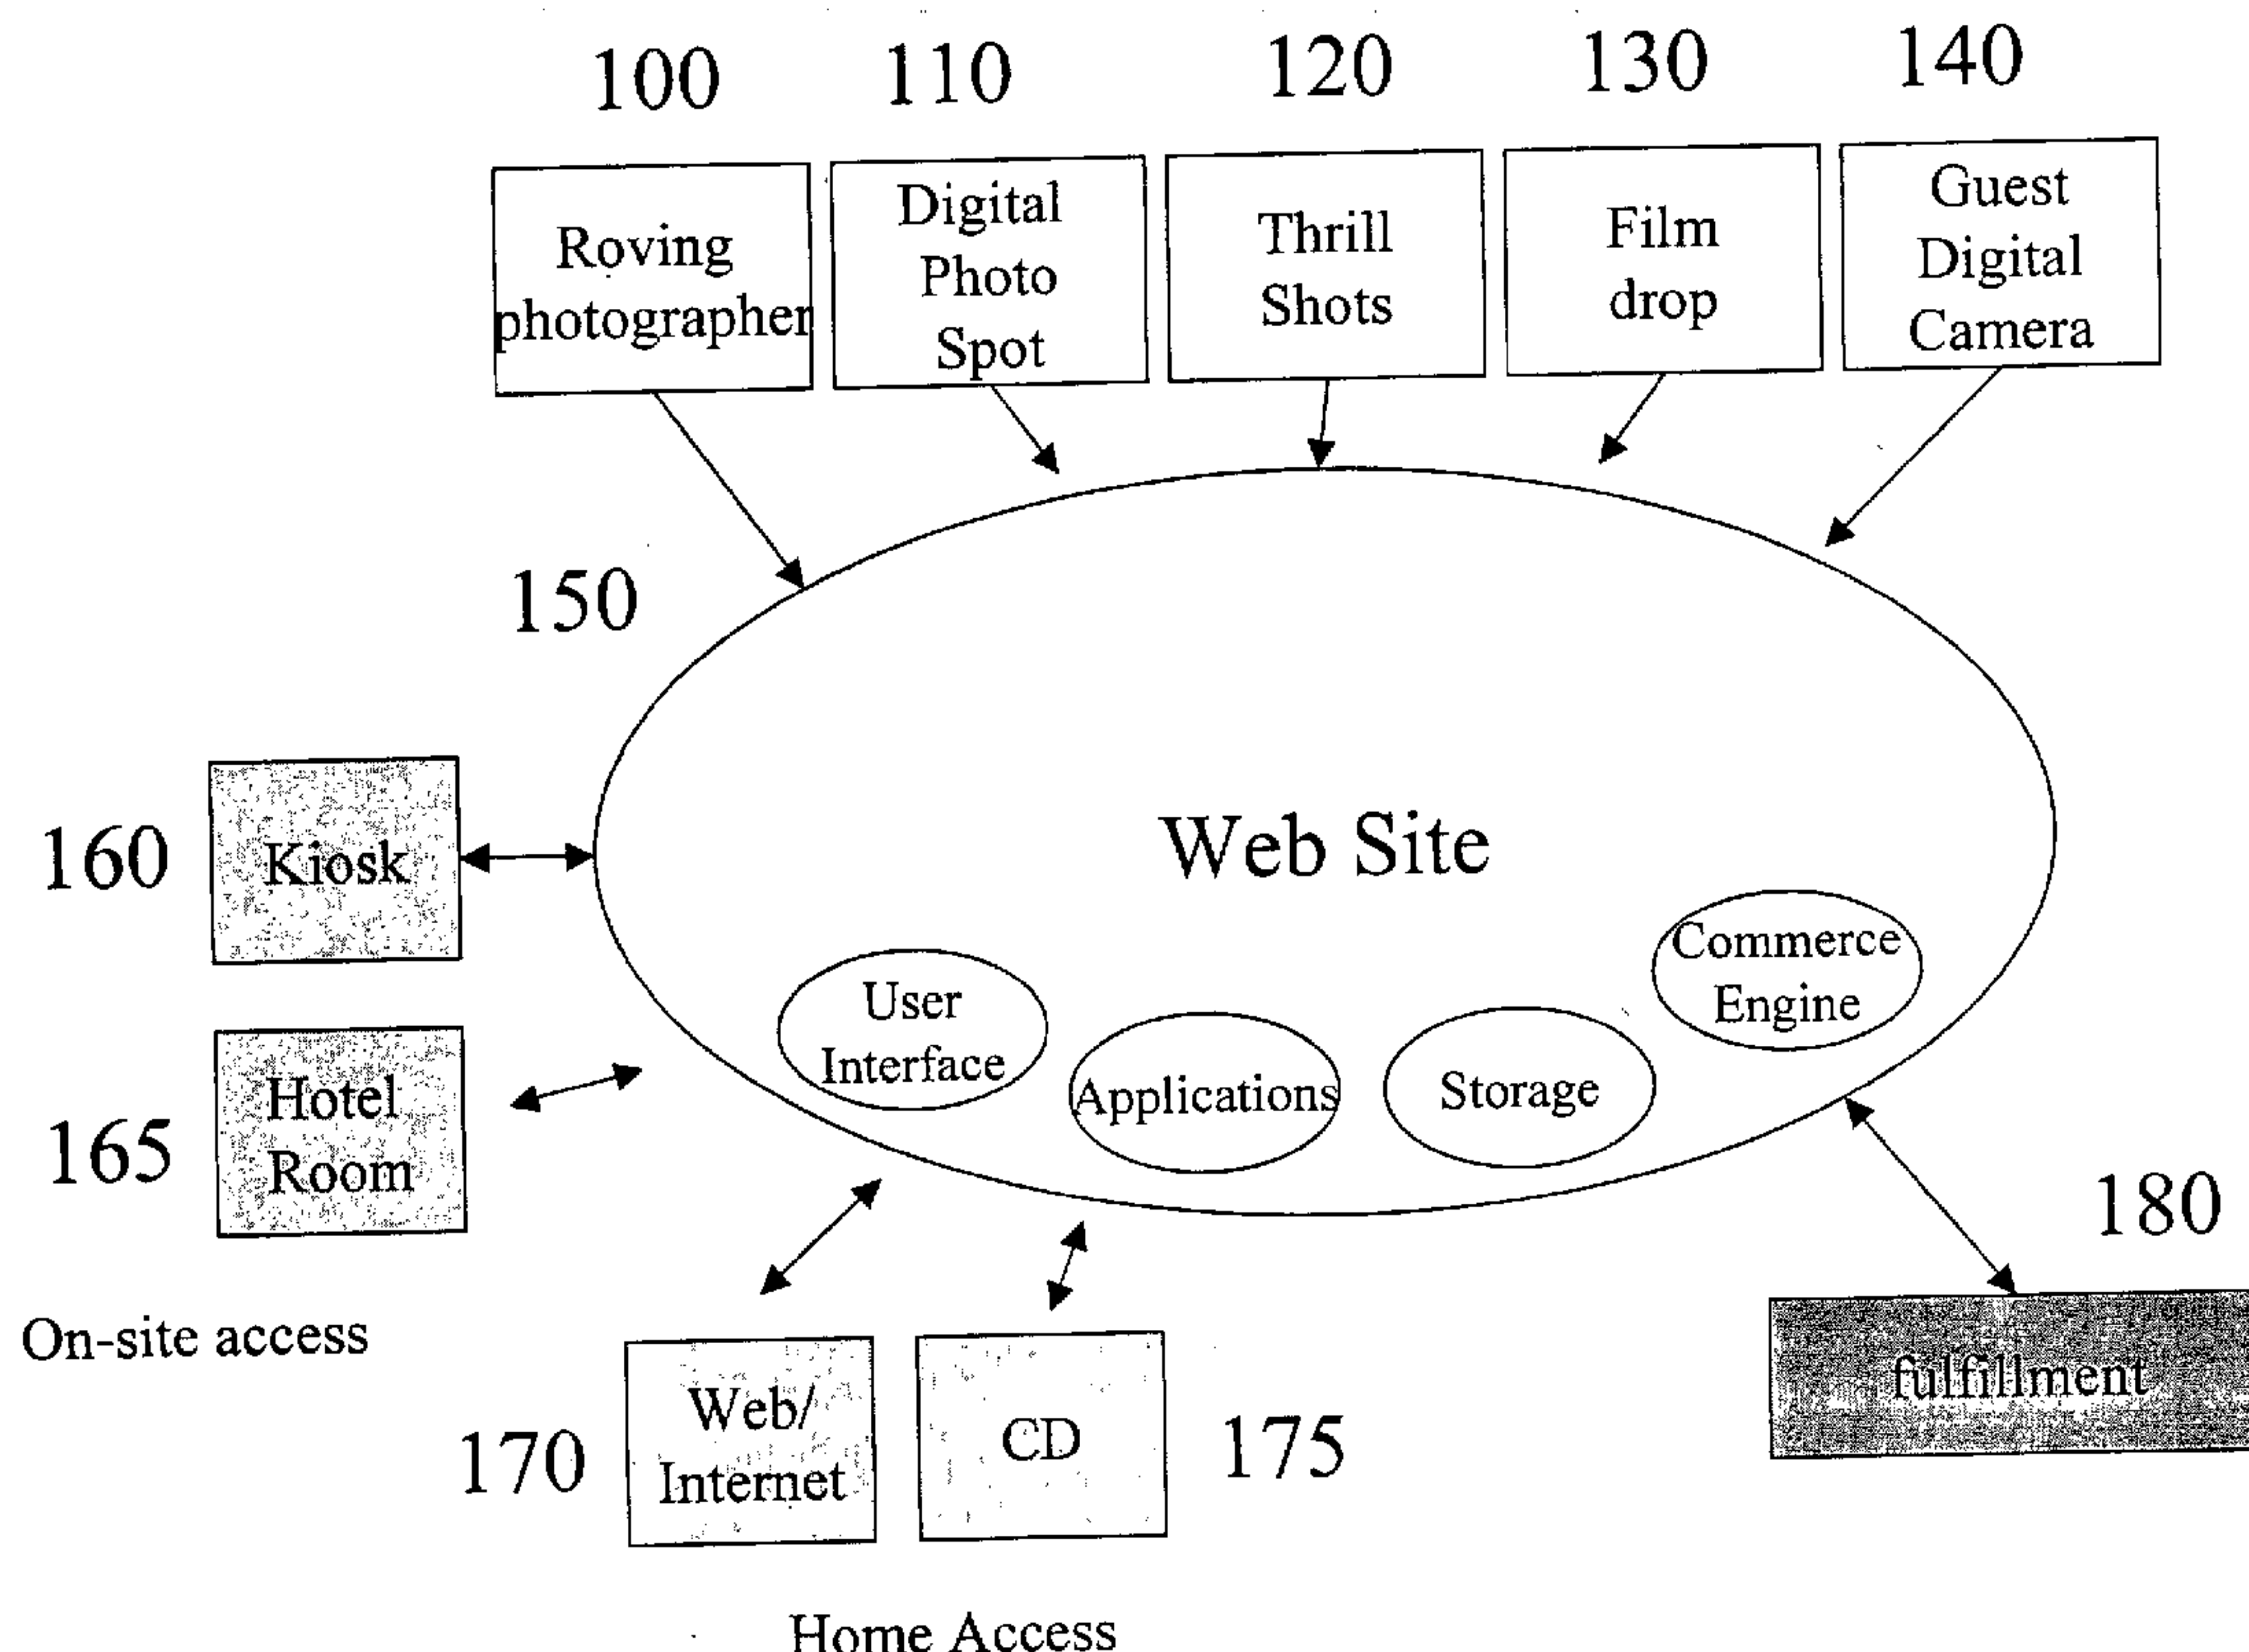 100
110
120
130
140
Roving
photographer
Digital
Photo
Spot
Thrill
Shots
Film
drop
Guest
Digital
Camera
150
Web Site
160
Kiosk
165
Hotel
Room
User
Interface
Applications
Storage
Commerce
Engine
180
On-site access
170
Web/
Internet
CD
175
fulfillment
Home Access